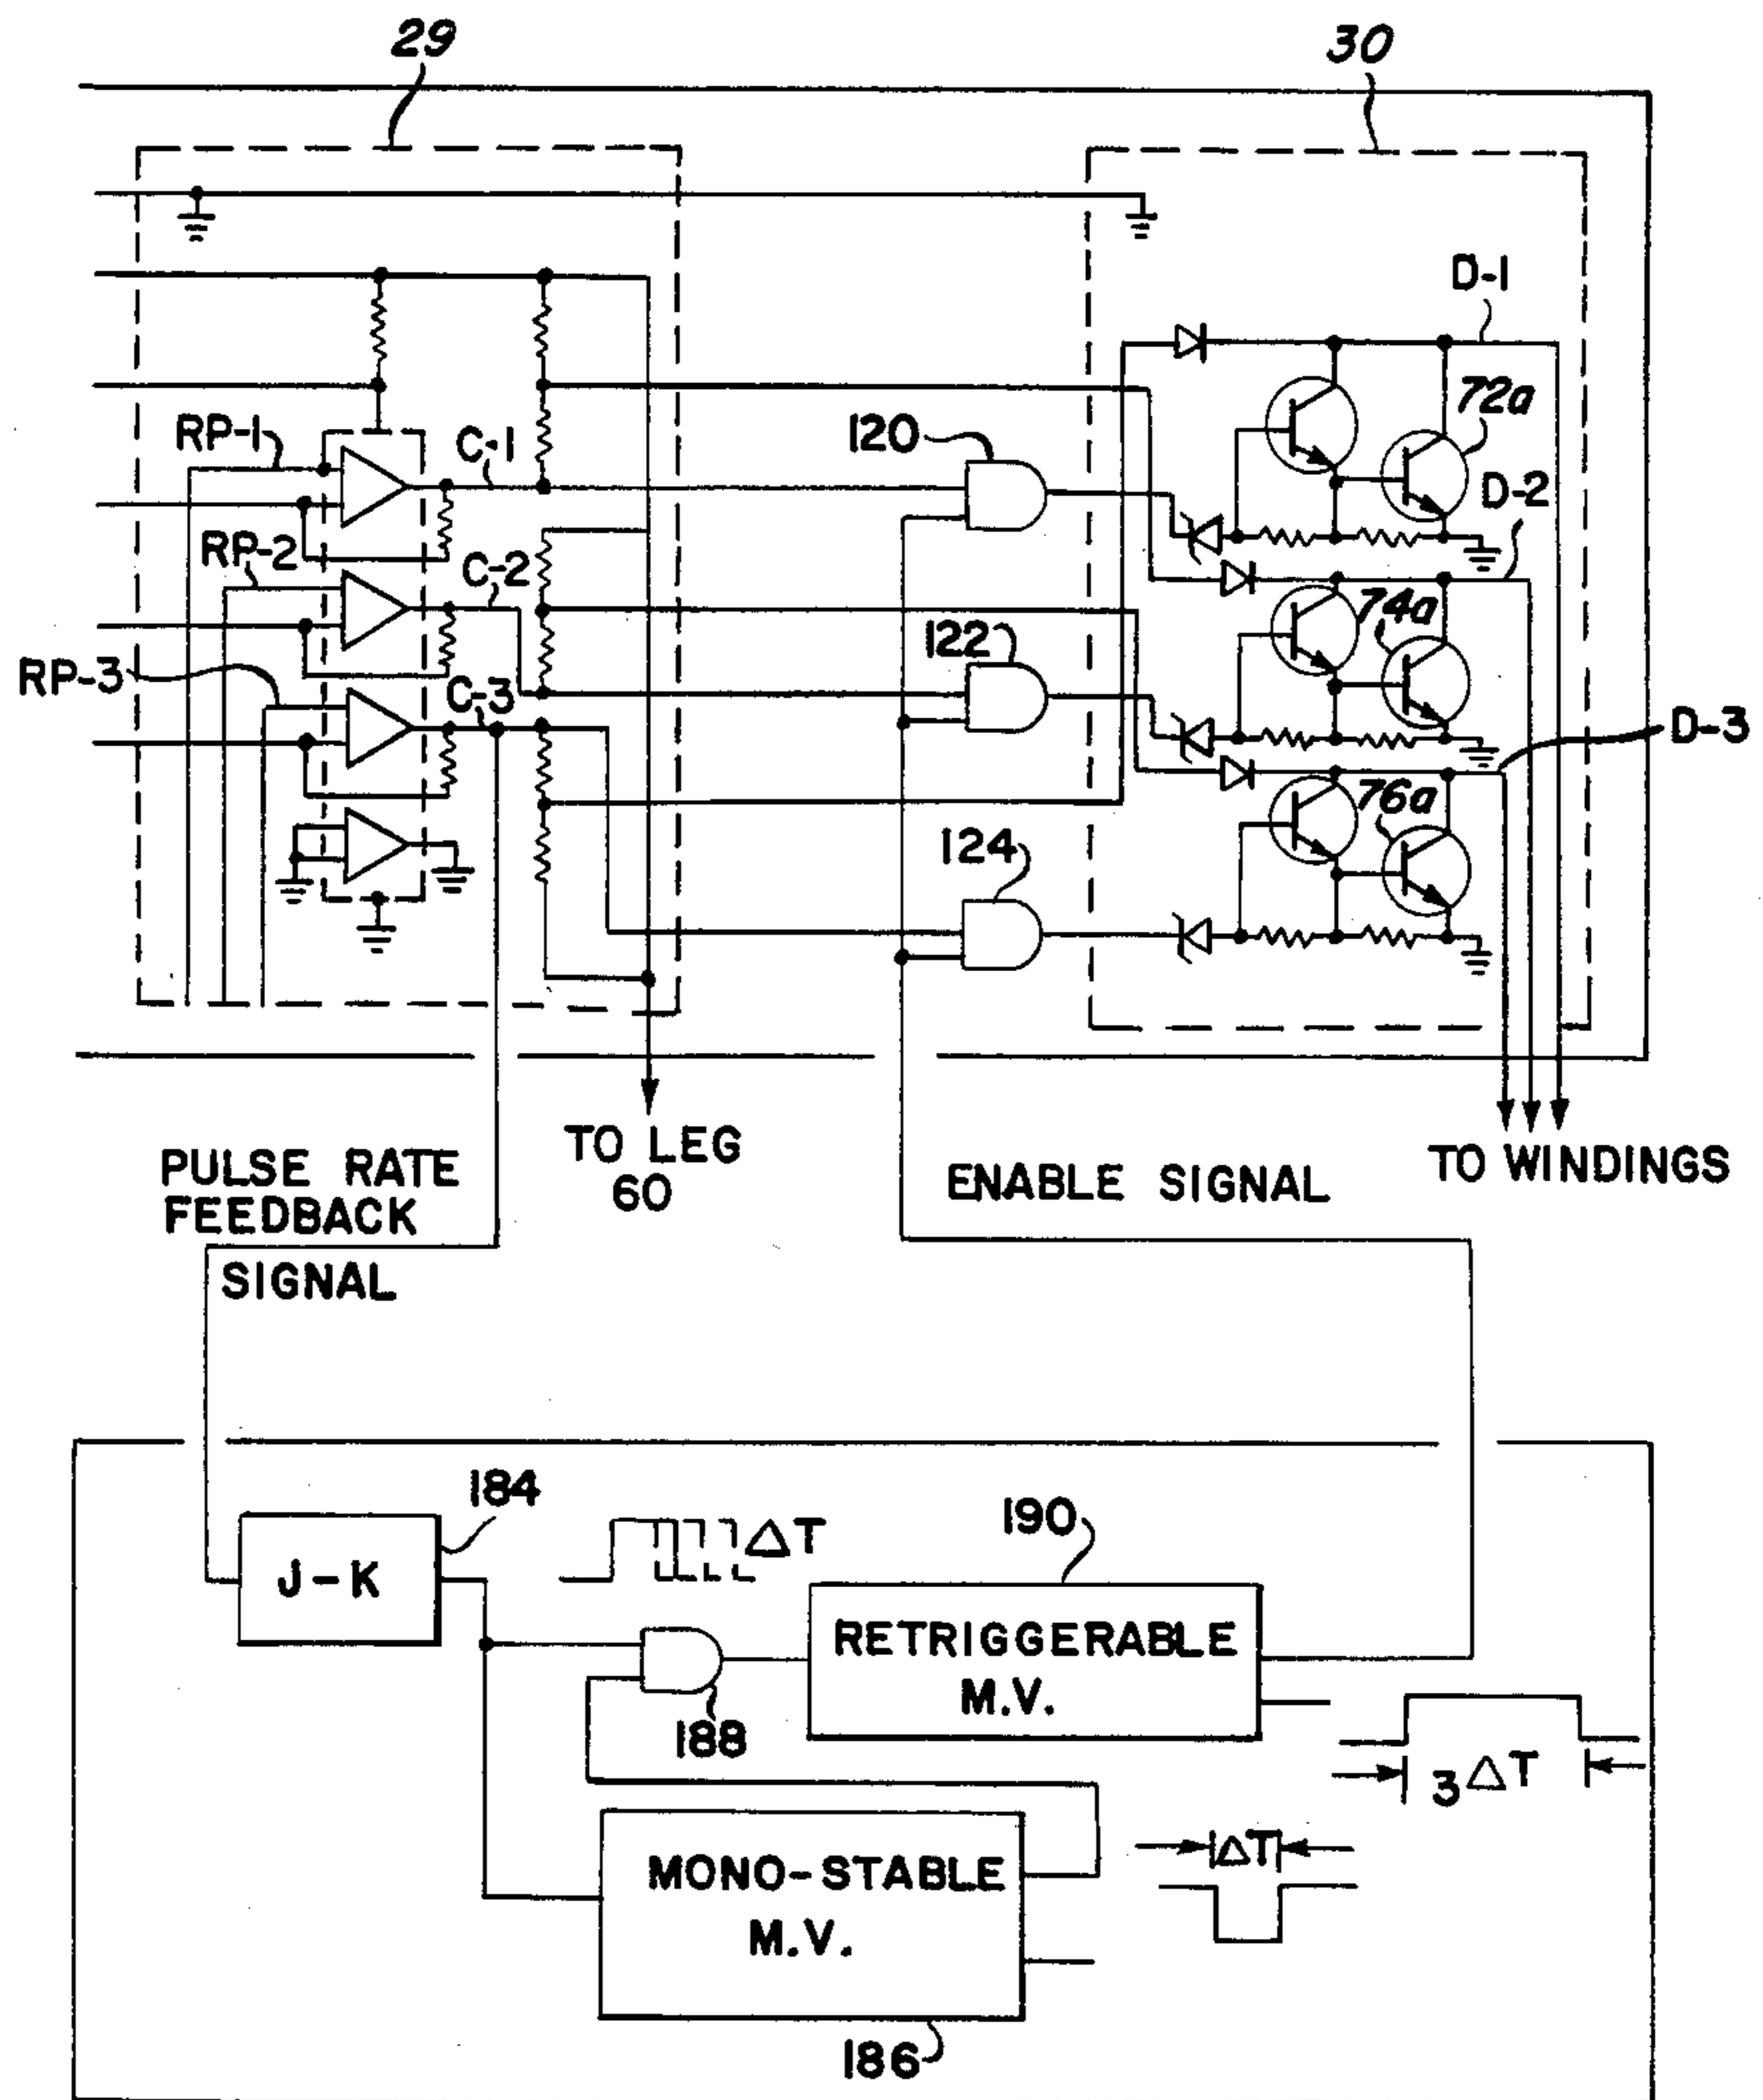 29
30
D-1
72a
RP-1
C-1
120
D-2
RP-2
C-2
74a
122
RP-3
C-3
D-3
76a
124
TO LEG
60
PULSE RATE
FEEDBACK
SIGNAL
ENABLE SIGNAL
TO WINDINGS
184
J-K
ΔT
190
RETRIGGERABLE
M.V.
188
3ΔT
ΔT
MONO-STABLE
M.V.
186